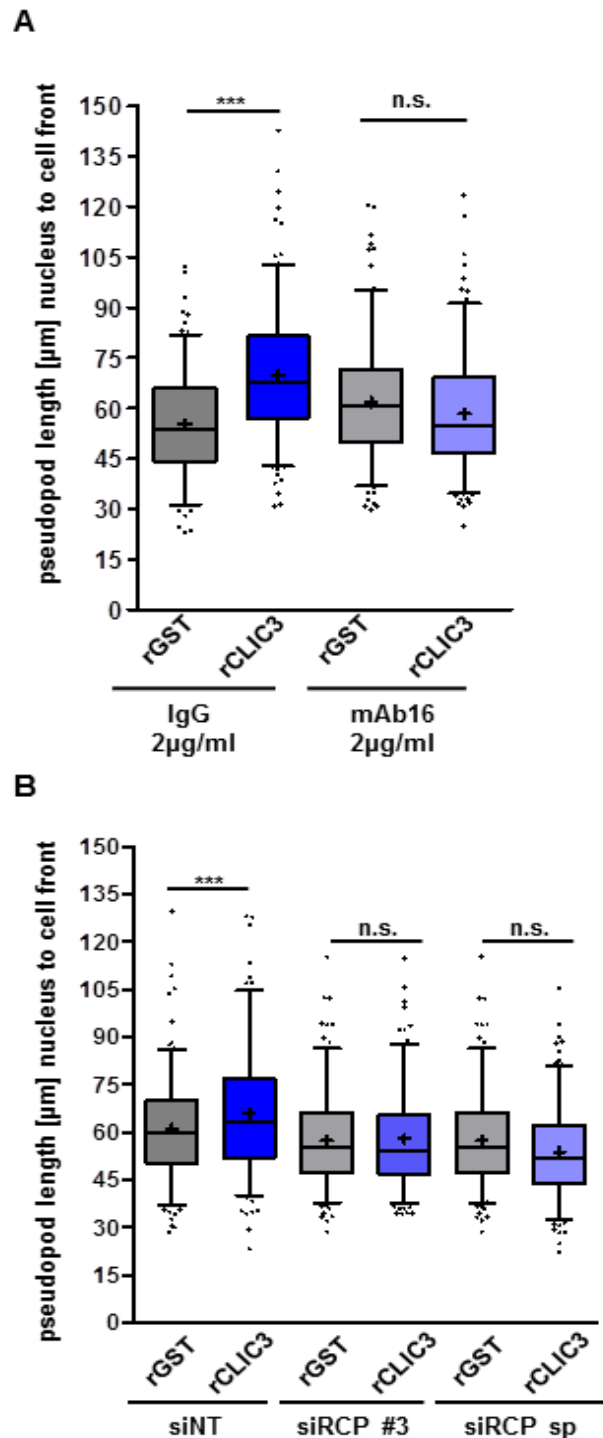 A
pseudopod length [µm] nucleus to cell front
150
135
120
105
90
75
60
45
30
15
0
***
n.s.
rGST
rCLIC3
rGST
rCLIC3
IgG
2µg/ml
mAb16
2µg/ml
B
pseudopod length [µm] nucleus to cell front
150
135
120
105
90
75
60
45
30
15
0
***
n.s.
n.s.
rGST
rCLIC3
rGST
rCLIC3
rGST
rCLIC3
siNT
siRCP #3
siRCP sp